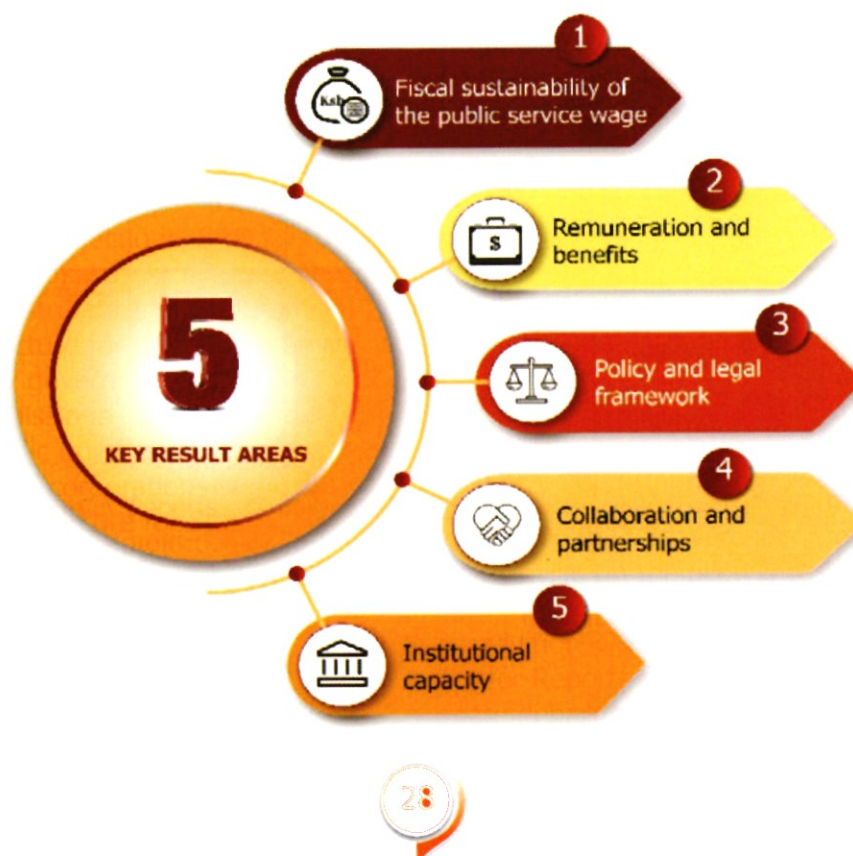 1
Ksh
Fiscal sustainability of
the public service wage
2
$
Remuneration and
benefits
5
KEY RESULT AREAS
3
Policy and legal
framework
4
Collaboration and
partnerships
5
Institutional
capacity
28